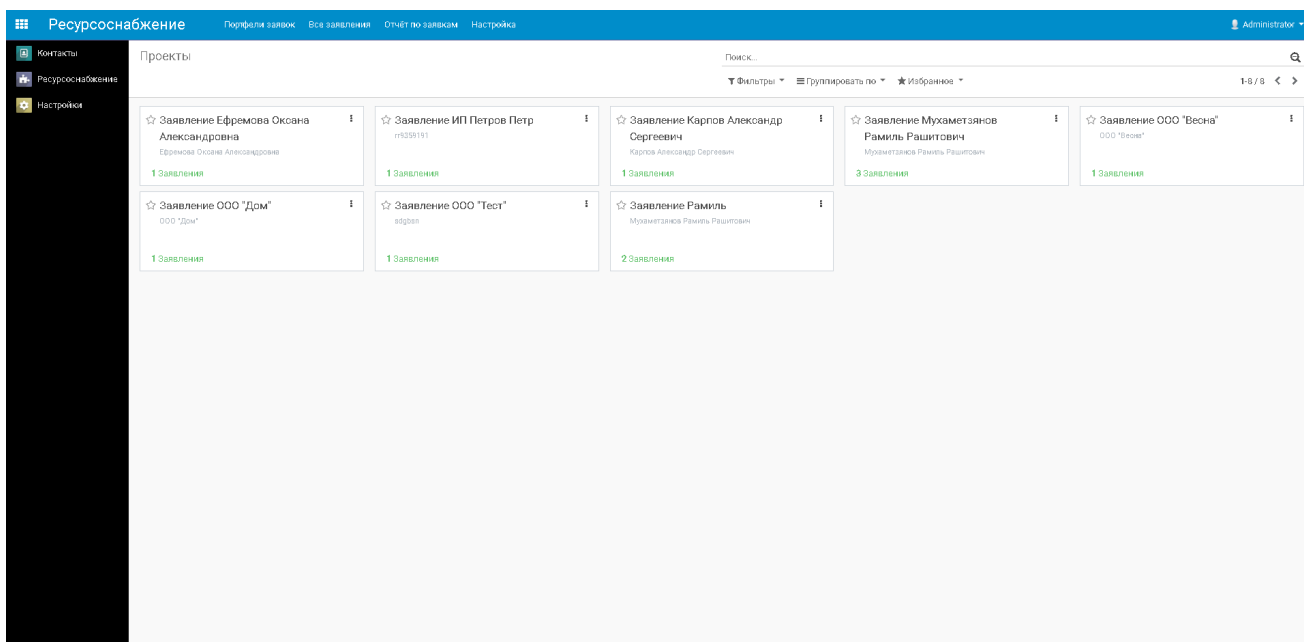 Ресурсоснабжение
Портфели заявок Все заявления Отчёт по заявкам Настройка
Administrator
Контакты
Ресурсоснабжение
Настройки
Проекты
Поиск...
Фильтры Группировать по Избранное
1-8 / 8
Заявление Ефремова Оксана
Александровна
Ефремова Оксана Александровна
1 Заявления
Заявление ИП Петров Петр
rr9259191
1 Заявления
Заявление Карпов Александр
Сергеевич
Карпов Александр Сергеевич
1 Заявления
Заявление Мухаметзянов
Рамиль Рашитович
Мухаметзянов Рамиль Рашитович
3 Заявления
Заявление ООО "Весна"
ООО "Весна"
1 Заявления
Заявление ООО "Дом"
ООО "Дом"
1 Заявления
Заявление ООО "Тест"
1 Заявления
Заявление Рамиль
Мухаметзянов Рамиль Рашитович
2 Заявления